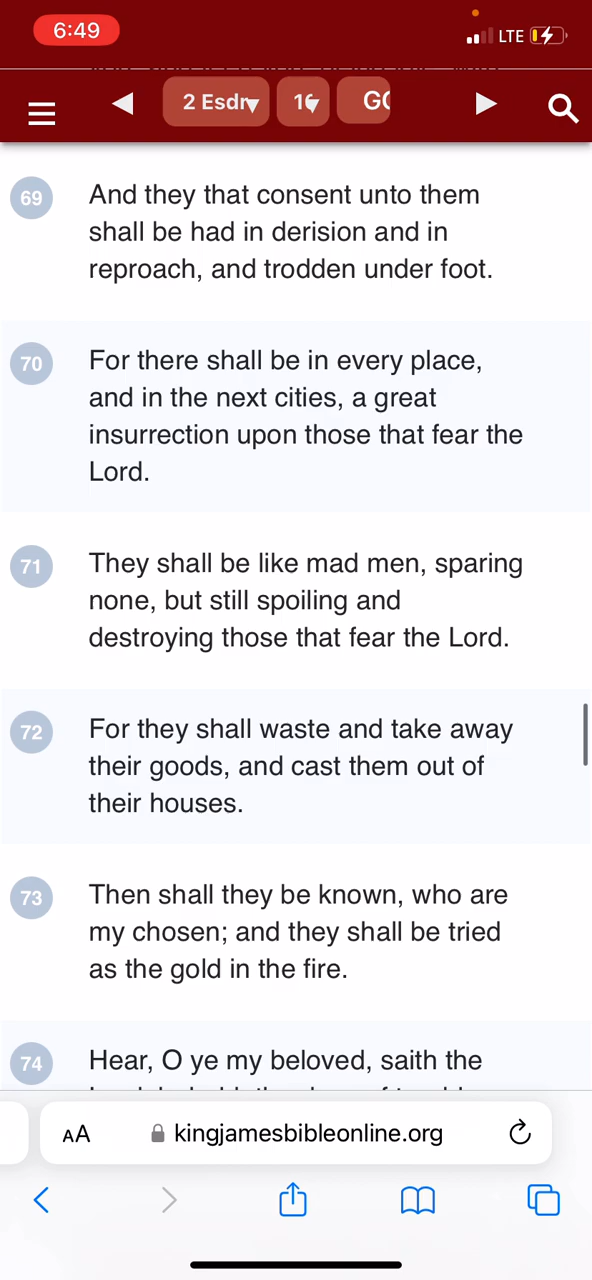 6:49
LTE
2 Esdr
16
GO
69
And they that consent unto them
shall be had in derision and in
reproach, and trodden under foot.
70
For there shall be in every place,
and in the next cities, a great
insurrection upon those that fear the
Lord.
71
They shall be like mad men, sparing
none, but still spoiling and
destroying those that fear the Lord.
72
For they shall waste and take away
their goods, and cast them out of
their houses.
73
Then shall they be known, who are
my chosen; and they shall be tried
as the gold in the fire.
74
Hear, O ye my beloved, saith the
AA
kingjamesbibleonline.org